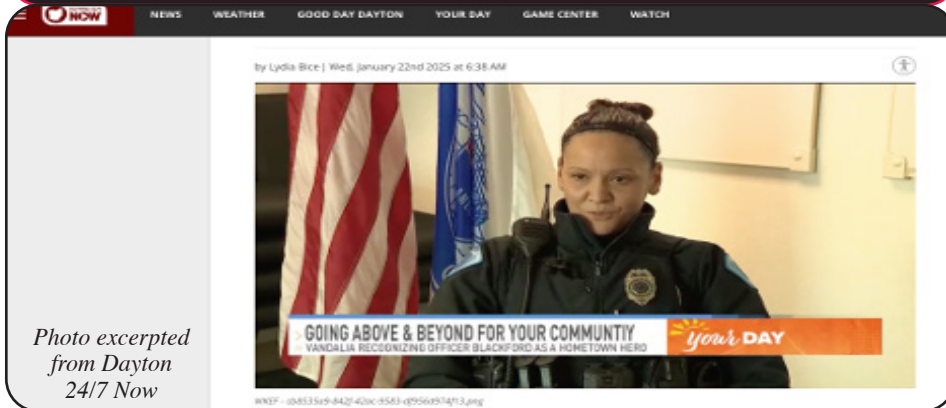 NOW
NEWS WEATHER GOOD DAY DAYTON YOUR DAY GAME CENTER WATCH
by Lydia Bice | Wed, January 22nd 2025 at 6:38 AM
GOING ABOVE & BEYOND FOR YOUR COMMUNTIY
VANDALIA RECOGNIZING OFFICER BLACKFORD AS A HOMETOWN HERO
your DAY
Photo excerpted
from Dayton
24/7 Now
WKEF -